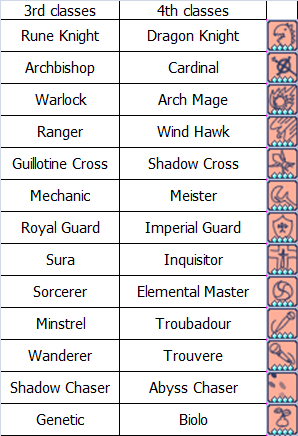 3rd classes 4th classes
Rune Knight Dragon Knight
Archbishop Cardinal
Warlock Arch Mage
Ranger Wind Hawk
Guillotine Cross Shadow Cross
Mechanic Meister
Royal Guard Imperial Guard
Sura Inquisitor
Sorcerer Elemental Master
Minstrel Troubadour
Wanderer Trouvere
Shadow Chaser Abyss Chaser
Genetic Biolo